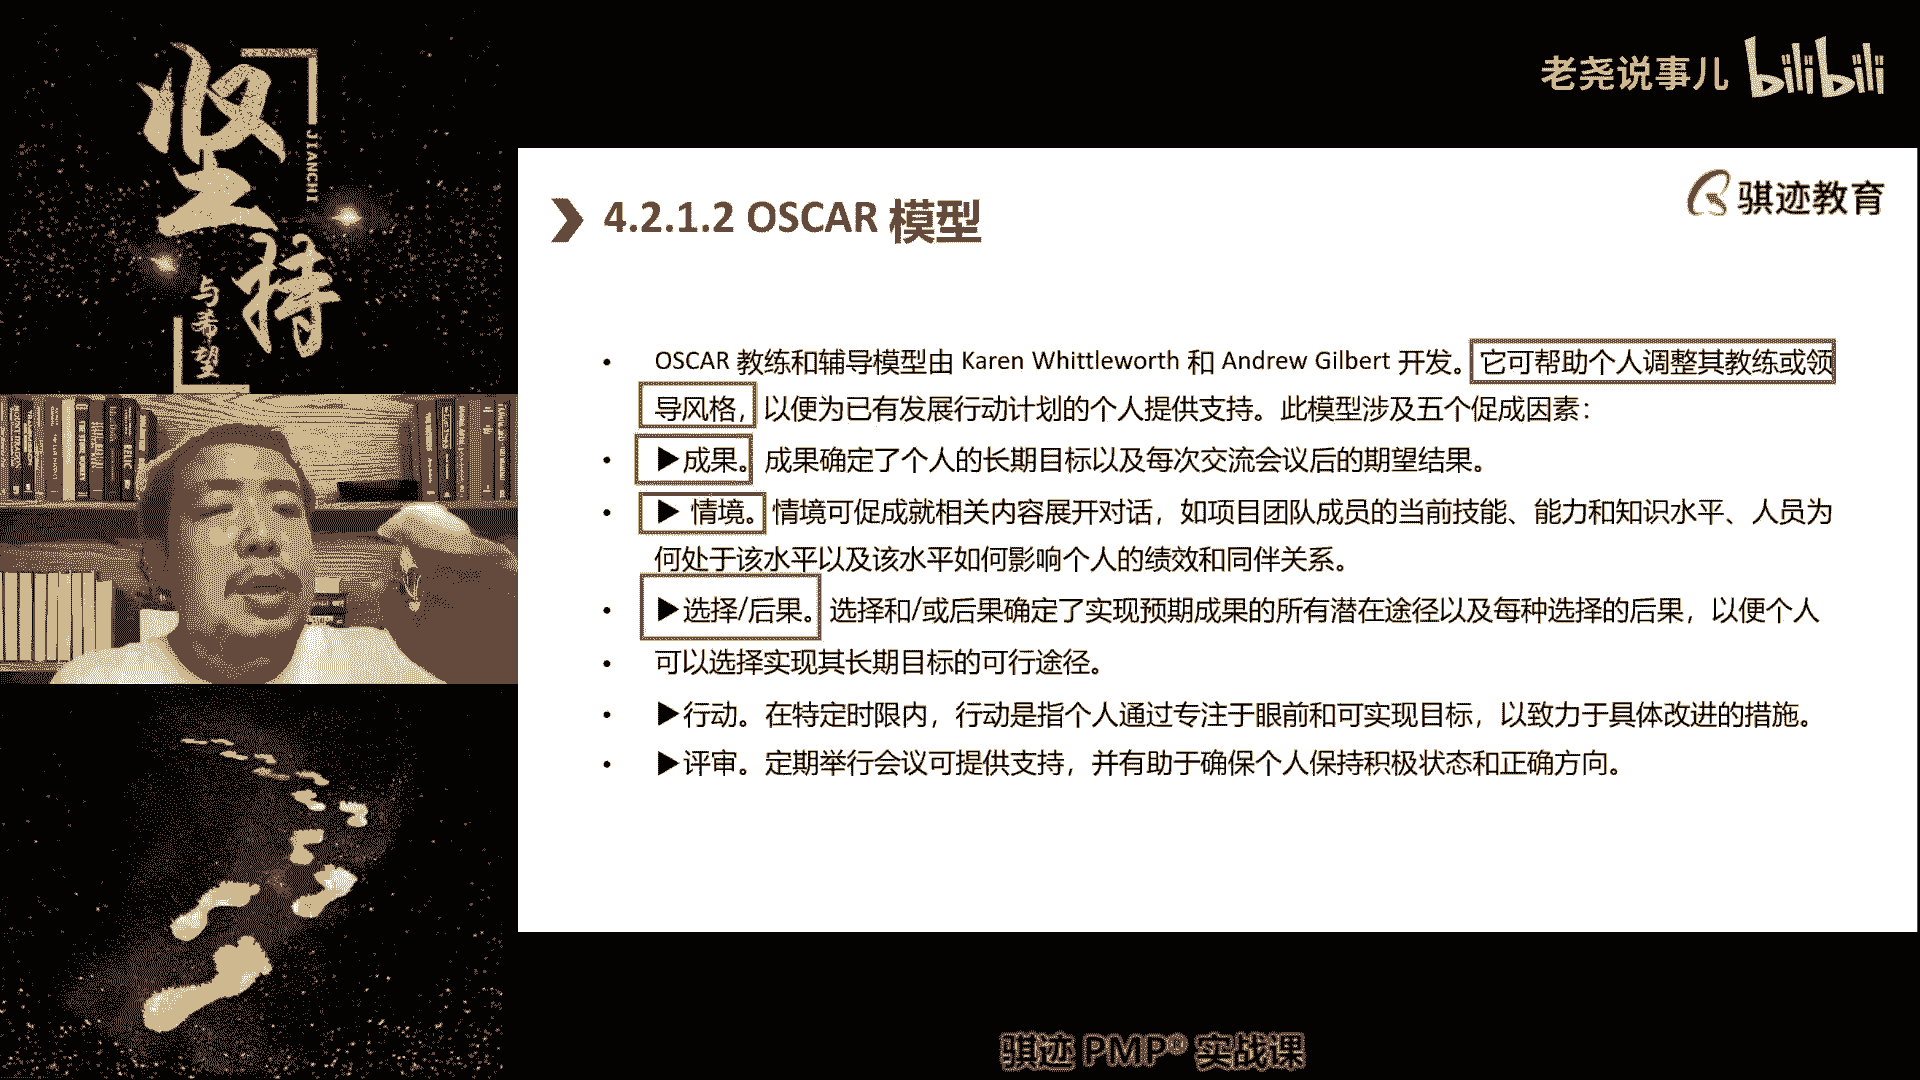 坚持
JIANCHI
与希望
老尧说事儿 bilibili
骐迹教育
4.2.1.2 OSCAR 模型
• OSCAR 教练和辅导模型由 Karen Whittleworth 和 Andrew Gilbert 开发。它可帮助个人调整其教练或领
导风格，以便为已有发展行动计划的个人提供支持。此模型涉及五个促成因素：
• ▶成果。成果确定了个人的长期目标以及每次交流会议后的期望结果。
• ▶ 情境。情境可促成就相关内容展开对话，如项目团队成员的当前技能、能力和知识水平、人员为
何处于该水平以及该水平如何影响个人的绩效和同伴关系。
• ▶选择/后果。选择和/或后果确定了实现预期成果的所有潜在途径以及每种选择的后果，以便个人
• 可以选择实现其长期目标的可行途径。
• ▶行动。在特定时限内，行动是指个人通过专注于眼前和可实现目标，以致力于具体改进的措施。
• ▶评审。定期举行会议可提供支持，并有助于确保个人保持积极状态和正确方向。
骐迹 PMP® 实战课